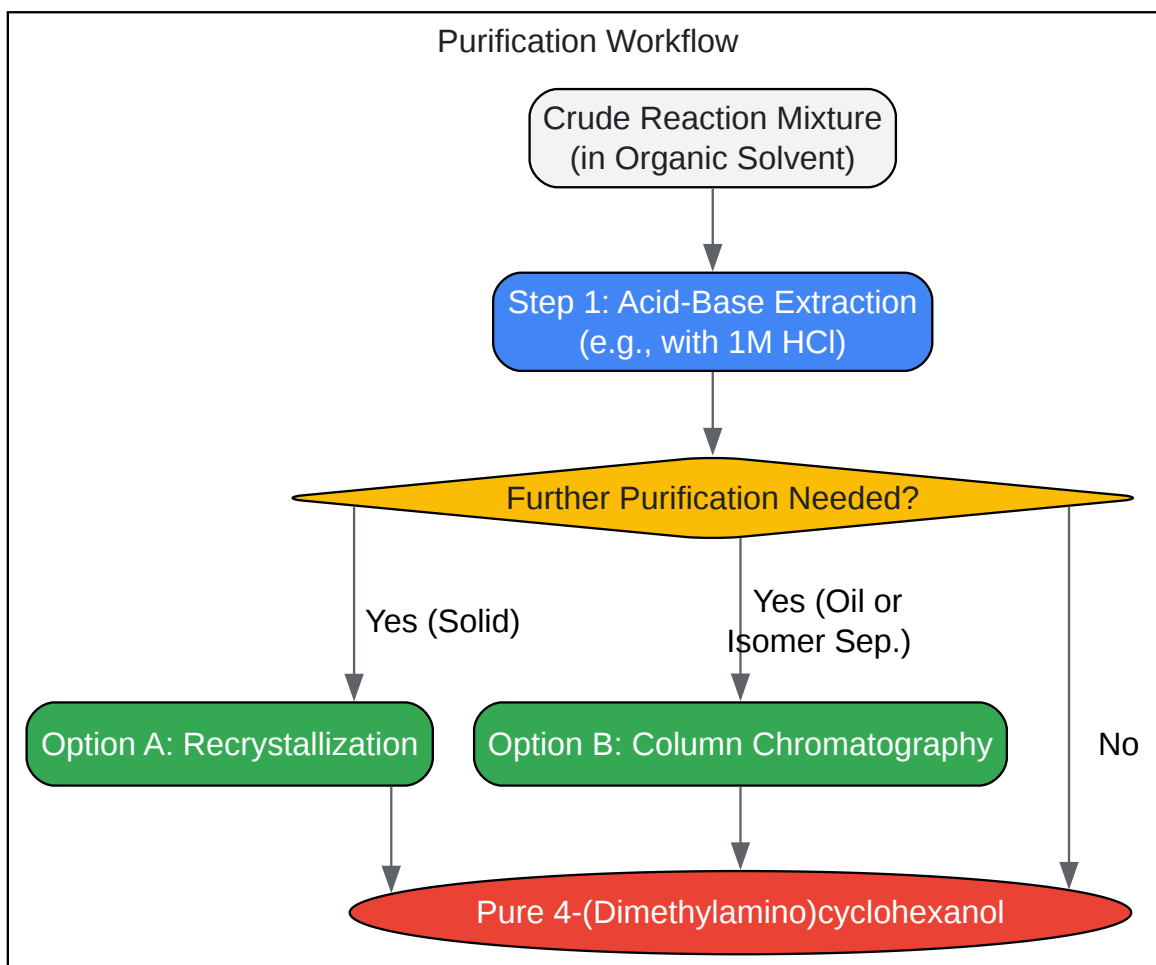 Purification Workflow
Crude Reaction Mixture
(in Organic Solvent)
Step 1: Acid-Base Extraction
(e.g., with 1M HCl)
Further Purification Needed?
Yes (Solid)
Yes (Oil or
Isomer Sep.)
No
Option A: Recrystallization
Option B: Column Chromatography
Pure 4-(Dimethylamino)cyclohexanol